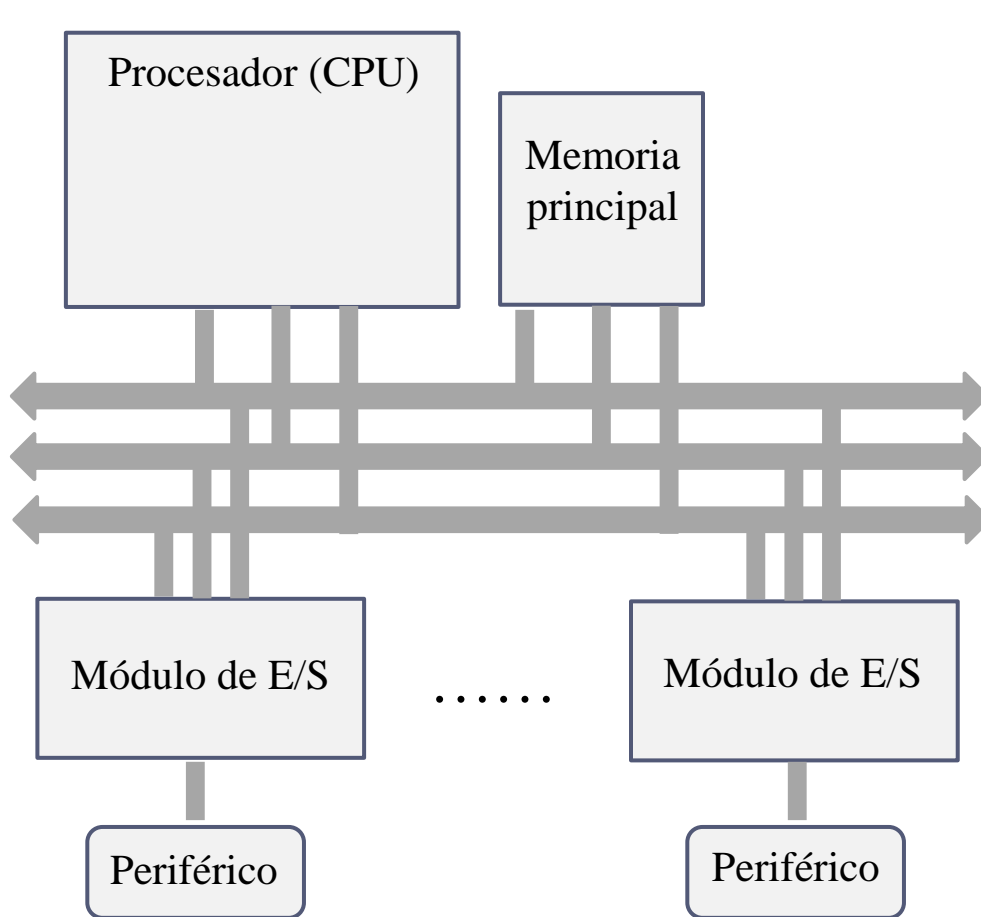 Procesador (CPU)
Memoria
principal
Módulo de E/S
......
Módulo de E/S
Periférico
Periférico